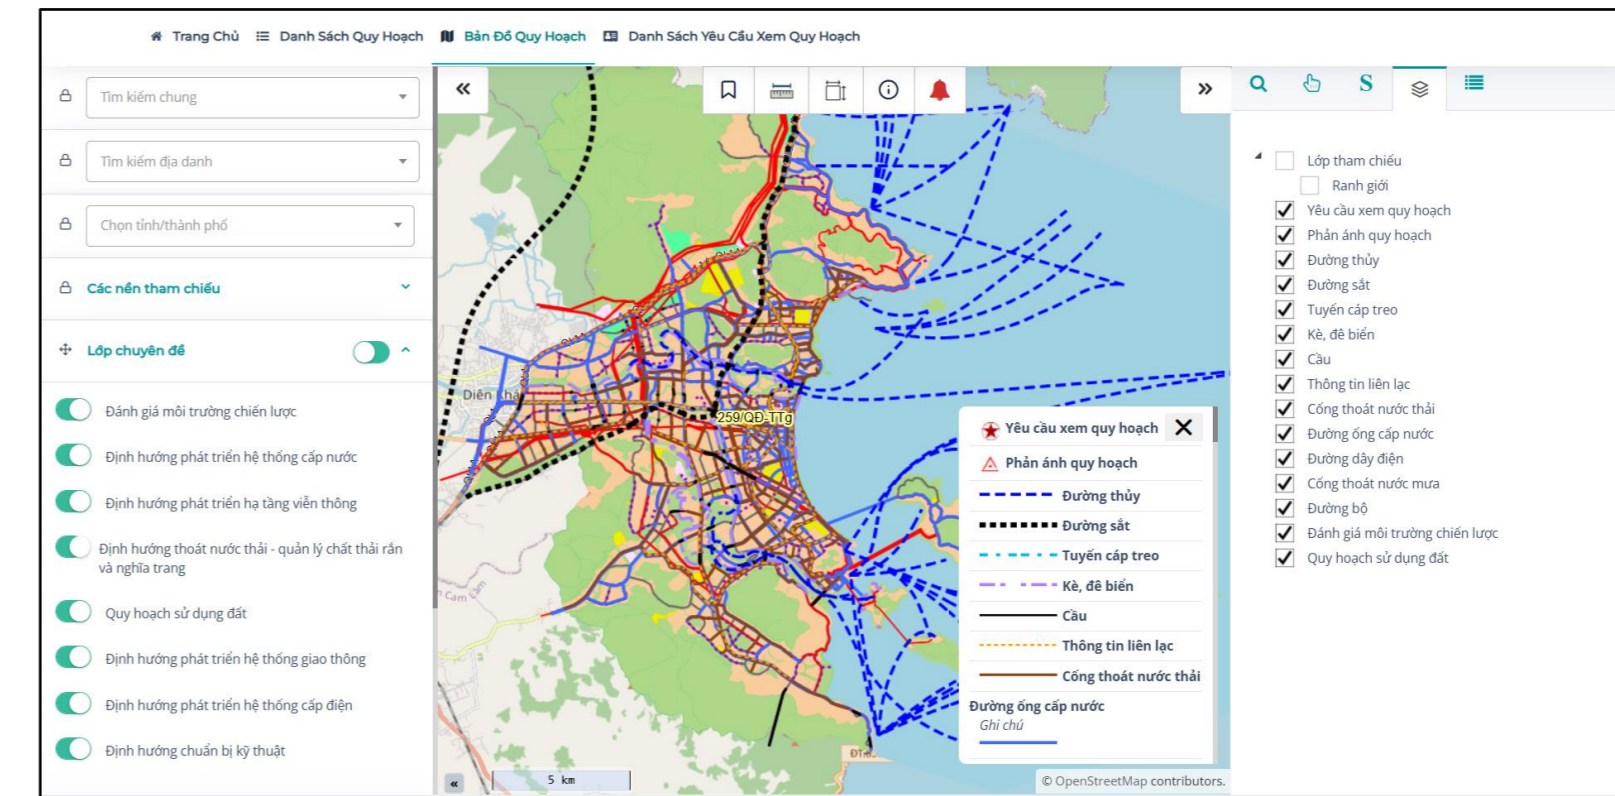 Trang Chủ Danh Sách Quy Hoạch Bản Đồ Quy Hoạch Danh Sách Yêu Cầu Xem Quy Hoạch
Tìm kiếm chung
Tìm kiếm địa danh
Chọn tỉnh/thành phố
Các nền tham chiếu
Lớp chuyên đề
Đánh giá môi trường chiến lược
Định hướng phát triển hệ thống cấp nước
Định hướng phát triển hạ tầng viễn thông
Định hướng thoát nước thải - quản lý chất thải rắn
và nghĩa trang
Quy hoạch sử dụng đất
Định hướng phát triển hệ thống giao thông
Định hướng phát triển hệ thống cấp điện
Định hướng chuẩn bị kỹ thuật
Diên Khá
259/QĐ-TTg
5 km
Yêu cầu xem quy hoạch
Phản ánh quy hoạch
Đường thủy
Đường sắt
Tuyến cáp treo
Kè, đê biển
Cầu
Thông tin liên lạc
Cống thoát nước thải
Đường ống cấp nước
Ghi chú
© OpenStreetMap contributors.
S
Lớp tham chiếu
Ranh giới
Yêu cầu xem quy hoạch
Phản ánh quy hoạch
Đường thủy
Đường sắt
Tuyến cáp treo
Kè, đê biển
Cầu
Thông tin liên lạc
Cống thoát nước thải
Đường ống cấp nước
Đường dây điện
Cống thoát nước mưa
Đường bộ
Đánh giá môi trường chiến lược
Quy hoạch sử dụng đất